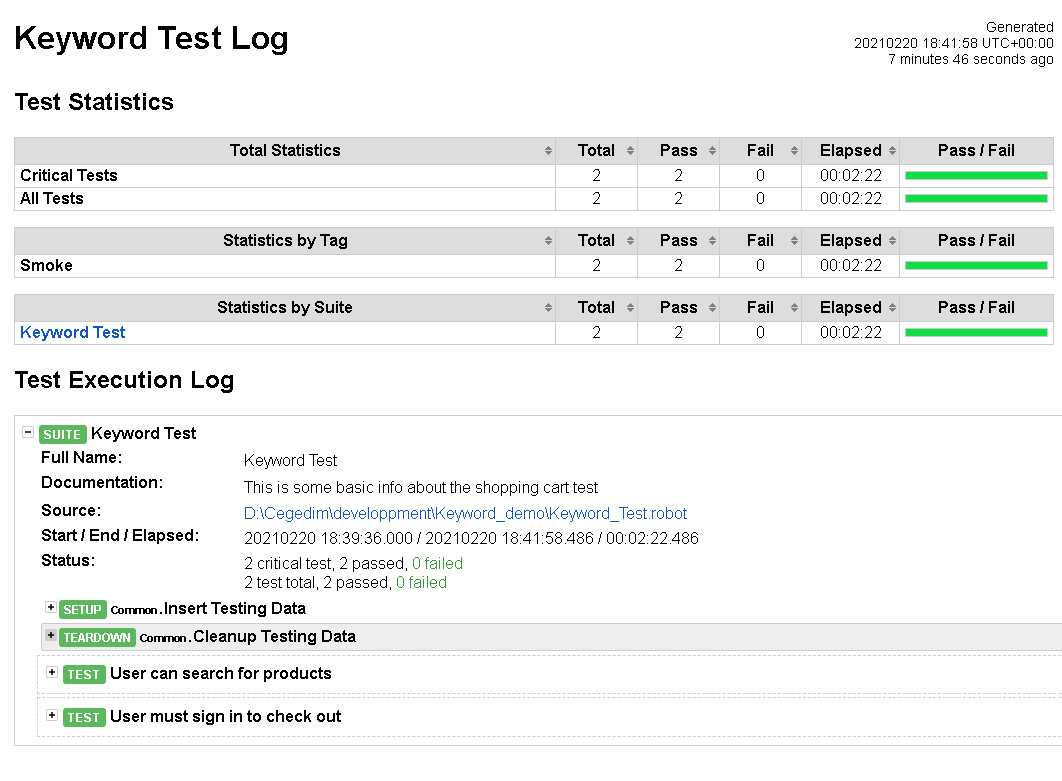 Keyword Test Log
Generated
20210220 18:41:58 UTC+00:00
7 minutes 46 seconds ago
Test Statistics
Total Statistics Total Pass Fail Elapsed Pass / Fail
Critical Tests 2 2 0 00:02:22
All Tests 2 2 0 00:02:22
Statistics by Tag Total Pass Fail Elapsed Pass / Fail
Smoke 2 2 0 00:02:22
Statistics by Suite Total Pass Fail Elapsed Pass / Fail
Keyword Test 2 2 0 00:02:22
Test Execution Log
SUITE Keyword Test
Full Name: Keyword Test
Documentation: This is some basic info about the shopping cart test
Source: D:\Cegedim\developpment\Keyword_demo\Keyword_Test.robot
Start / End / Elapsed: 20210220 18:39:36.000 / 20210220 18:41:58.486 / 00:02:22.486
Status: 2 critical test, 2 passed, 0 failed
2 test total, 2 passed, 0 failed
SETUP Common.Insert Testing Data
TEARDOWN Common.Cleanup Testing Data
TEST User can search for products
TEST User must sign in to check out